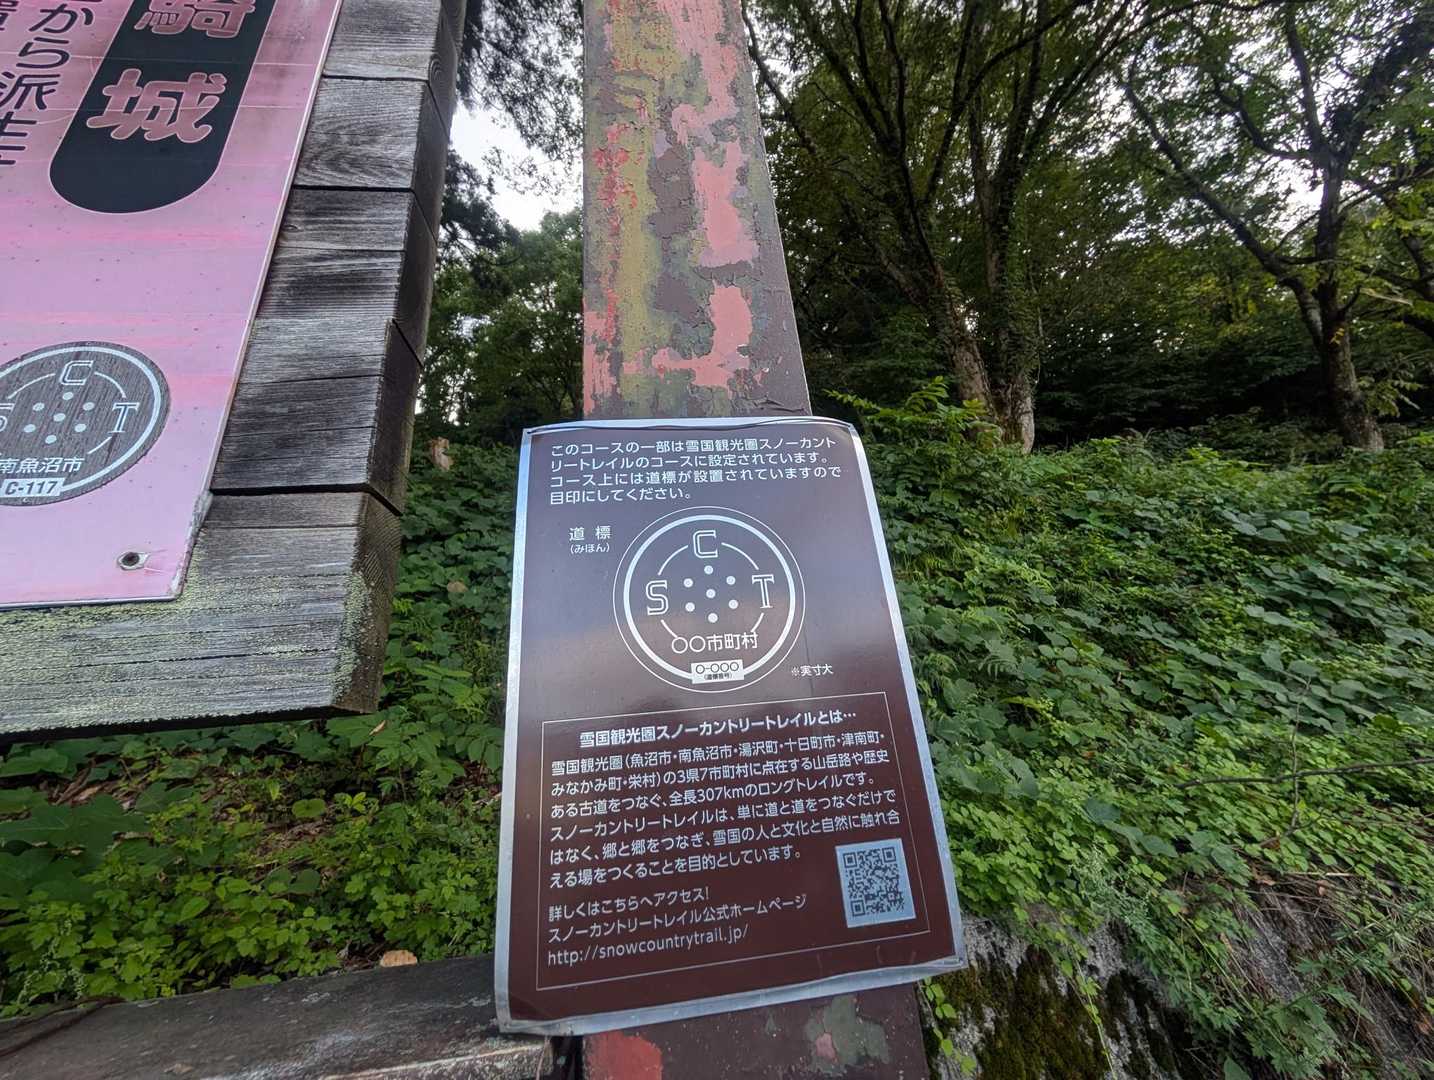 騎城
から派生
C
T
南魚沼市
C-117
このコースの一部は雪国観光圏スノーカント
リートレイルのコースに設定されています。
コース上には道標が設置されていますので
目印にしてください。
道標
(みほん)
C
S T
〇〇市町村
O-OOO
(道標番号)
※実寸大
雪国観光圏スノーカントリートレイルとは…
雪国観光圏(魚沼市・南魚沼市・湯沢町・十日町市・津南町・
みなかみ町・栄村)の3県7市町村に点在する山岳路や歴史
ある古道をつなぐ、全長307kmのロングトレイルです。
スノーカントリートレイルは、単に道と道をつなぐだけで
はなく、郷と郷をつなぎ、雪国の人と文化と自然に触れ合
える場をつくることを目的としています。
詳しくはこちらへアクセス!
スノーカントリートレイル公式ホームページ
http://snowcountrytrail.jp/